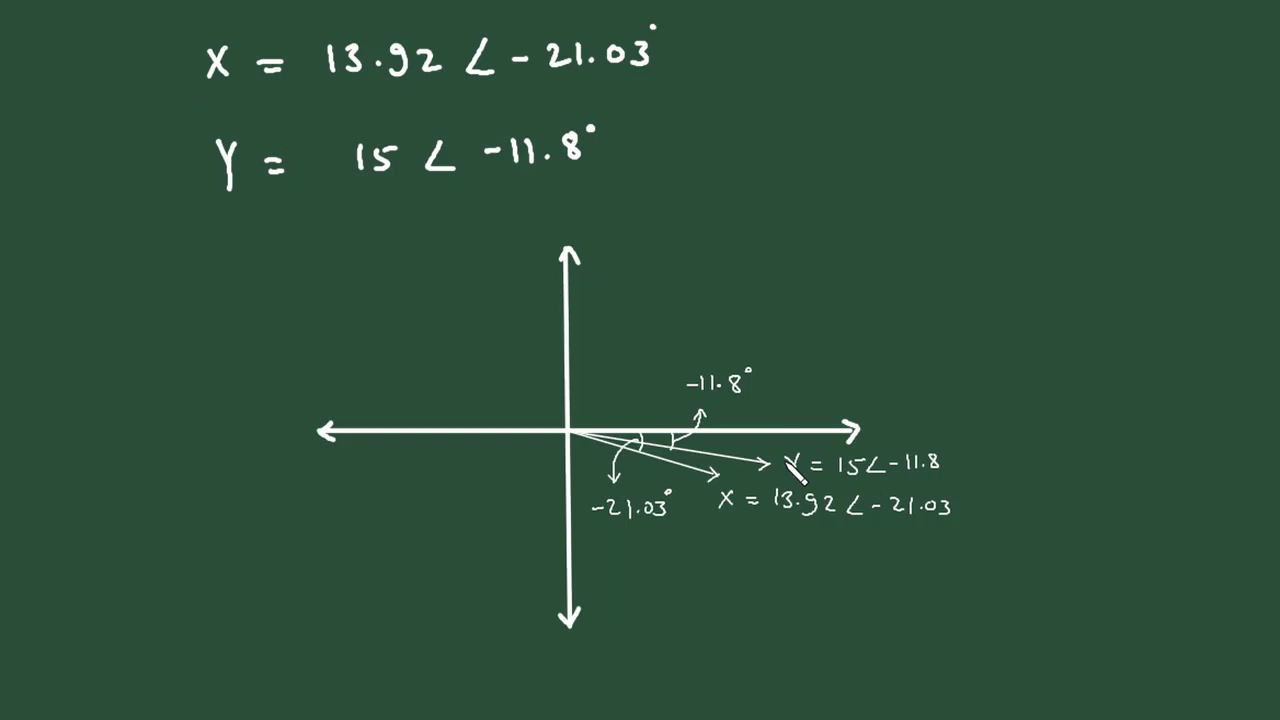 X = 13.92 ∠ -21.03°
Y = 15 ∠ -11.8°
-11.8°
Y = 15∠-11.8
-21.03°
X = 13.92 ∠ -21.03